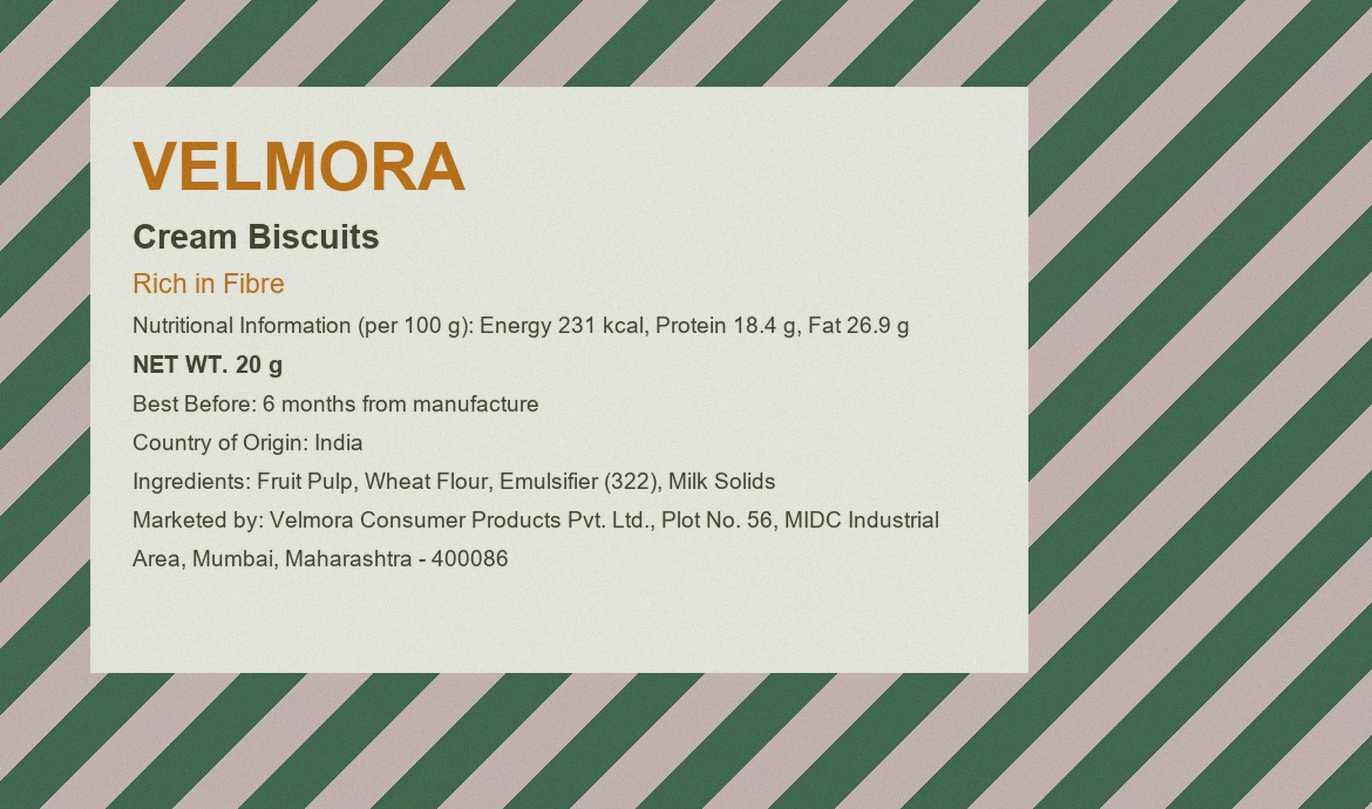 VELMORA
Cream Biscuits
Rich in Fibre
Nutritional Information (per 100 g): Energy 231 kcal, Protein 18.4 g, Fat 26.9 g
NET WT. 20 g
Best Before: 6 months from manufacture
Country of Origin: India
Ingredients: Fruit Pulp, Wheat Flour, Emulsifier (322), Milk Solids
Marketed by: Velmora Consumer Products Pvt. Ltd., Plot No. 56, MIDC Industrial
Area, Mumbai, Maharashtra - 400086